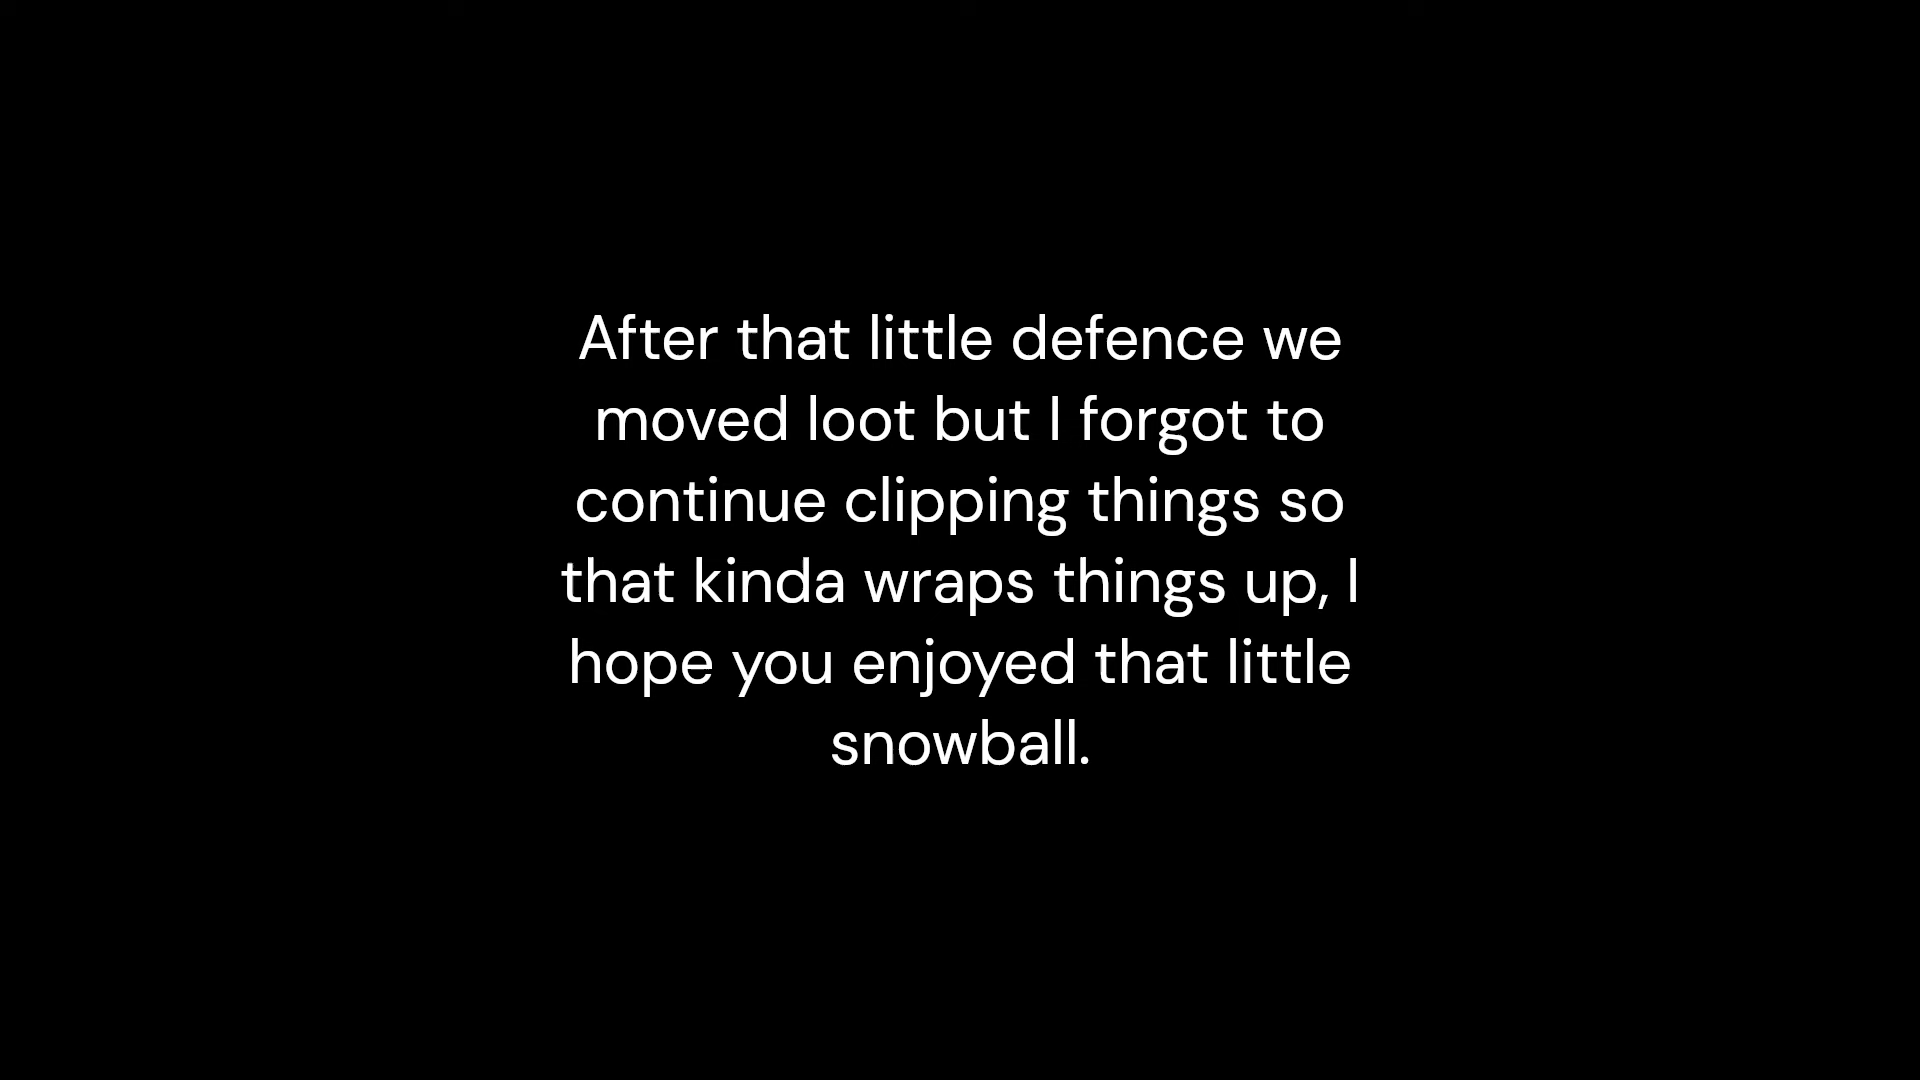 After that little defence we
moved loot but I forgot to
continue clipping things so
that kinda wraps things up, I
hope you enjoyed that little
snowball.